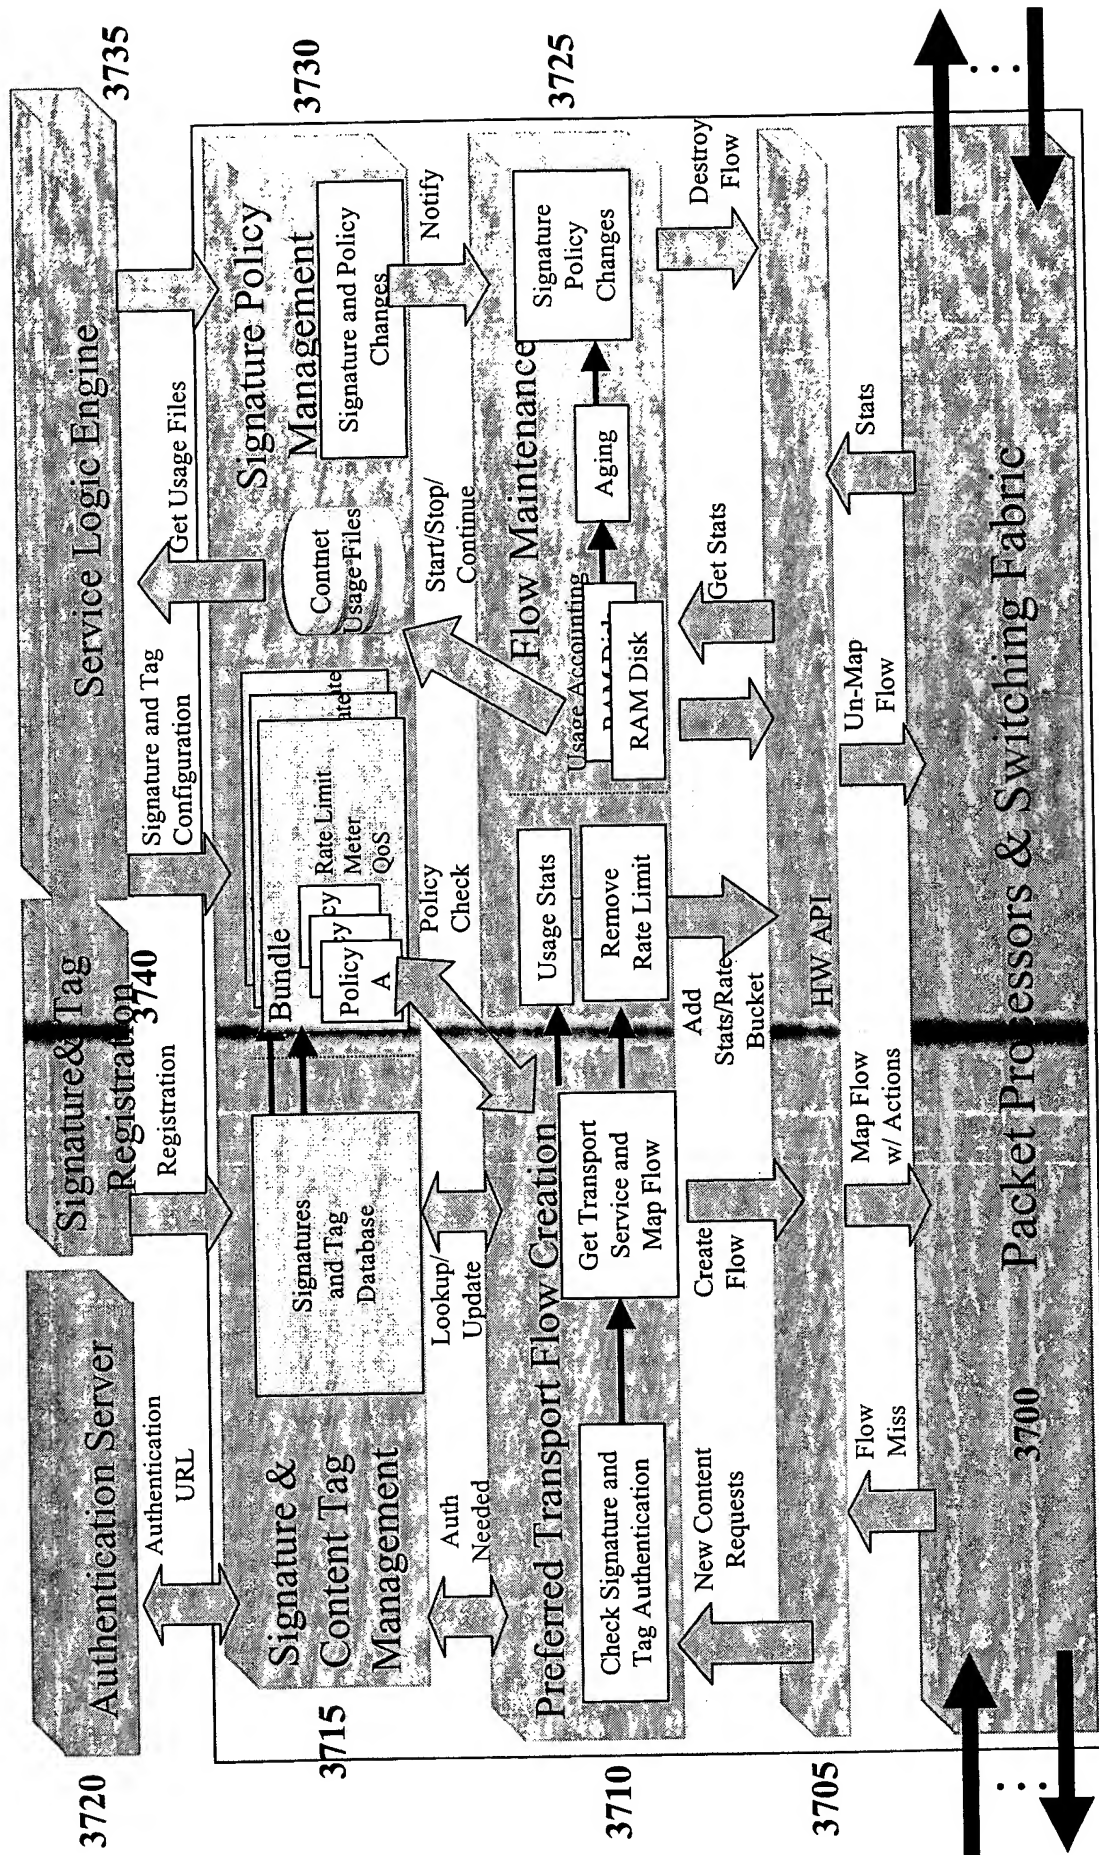 3720
Authentication Server
Signature& Tag
Registration
3740
Service Logic Engine
3735
Authentication
URL
Registration
Signature and Tag
Configuration
Get Usage Files
3715
Signature &
Content Tag
Management
Signatures
and Tag
Database
Bundle
Policy
A
Rate Limit
Meter
QoS
Contnet
Usage Files
Signature Policy
Management
Signature and Policy
Changes
3730
Auth
Needed
Lookup/
Update
Policy
Check
Start/Stop/
Continue
Notify
3710
Preferred Transport Flow Creation
Check Signature and
Tag Authentication
Get Transport
Service and
Map Flow
Usage Stats
Remove
Rate Limit
Flow Maintenance
Usage Accounting
RAM Disk
RAM Disk
Aging
Signature
Policy
Changes
3725
New Content
Requests
Create
Flow
Add
Stats/Rate
Bucket
Get Stats
Destroy
Flow
3705
HW API
Flow
Miss
Map Flow
w/ Actions
Un-Map
Flow
Stats
3700
Packet Processors & Switching Fabric